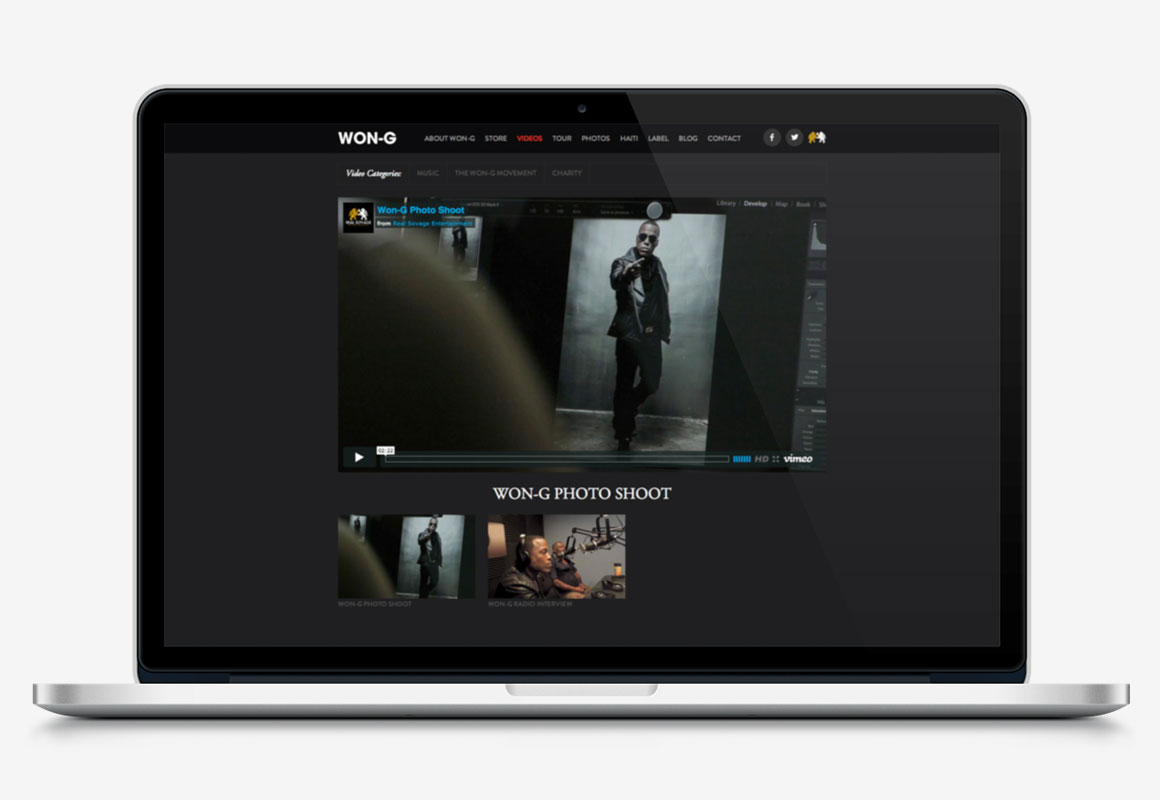 WON-G ABOUT WON-G STORE VIDEOS TOUR PHOTOS HAITI LABEL BLOG CONTACT
Video Categories: MUSIC THE WON-G MOVEMENT CHARITY
Library | Develop | Map | Book |
Won-G Photo Shoot
from Real Savage Entertainment
02:22
HD vimeo
WON-G PHOTO SHOOT
WON-G PHOTO SHOOT WON-G RADIO INTERVIEW